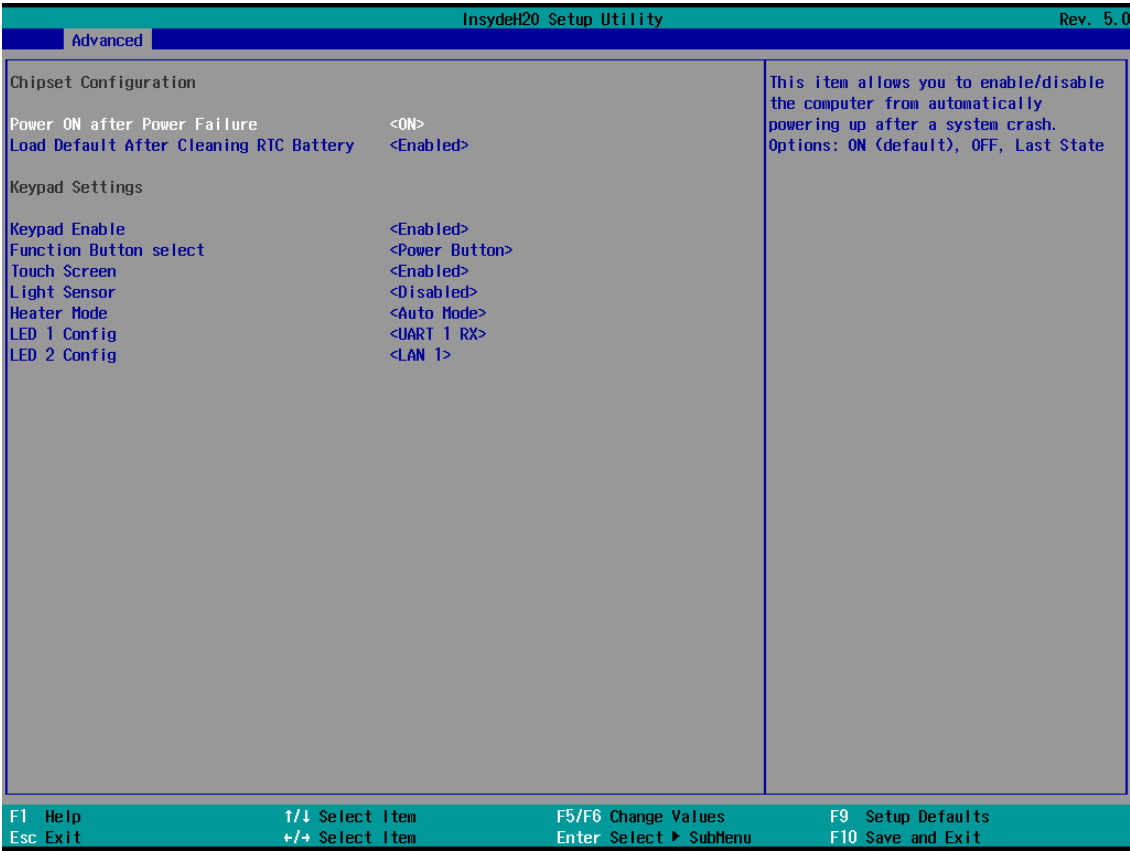 InsydeH20 Setup Utility Rev. 5.0
Advanced
Chipset Configuration
Power ON after Power Failure <ON>
Load Default After Cleaning RTC Battery <Enabled>
Keypad Settings
Keypad Enable <Enabled>
Function Button select <Power Button>
Touch Screen <Enabled>
Light Sensor <Disabled>
Heater Mode <Auto Mode>
LED 1 Config <UART 1 RX>
LED 2 Config <LAN 1>
This item allows you to enable/disable
the computer from automatically
powering up after a system crash.
Options: ON (default), OFF, Last State
F1 Help ↑/↓ Select Item F5/F6 Change Values F9 Setup Defaults
Esc Exit ←/→ Select Item Enter Select ▶ SubMenu F10 Save and Exit